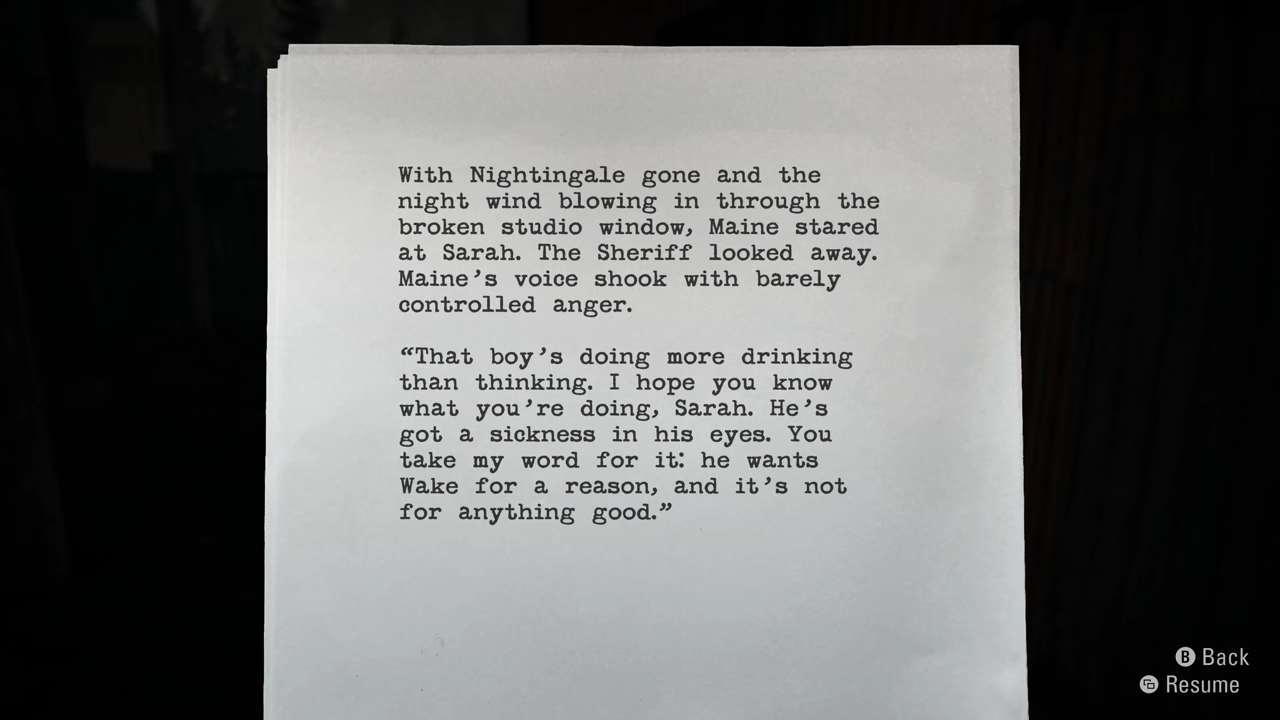 With Nightingale gone and the
night wind blowing in through the
broken studio window, Maine stared
at Sarah. The Sheriff looked away.
Maine’s voice shook with barely
controlled anger.
“That boy’s doing more drinking
than thinking. I hope you know
what you’re doing, Sarah. He’s
got a sickness in his eyes. You
take my word for it: he wants
Wake for a reason, and it’s not
for anything good.”
B Back
Resume